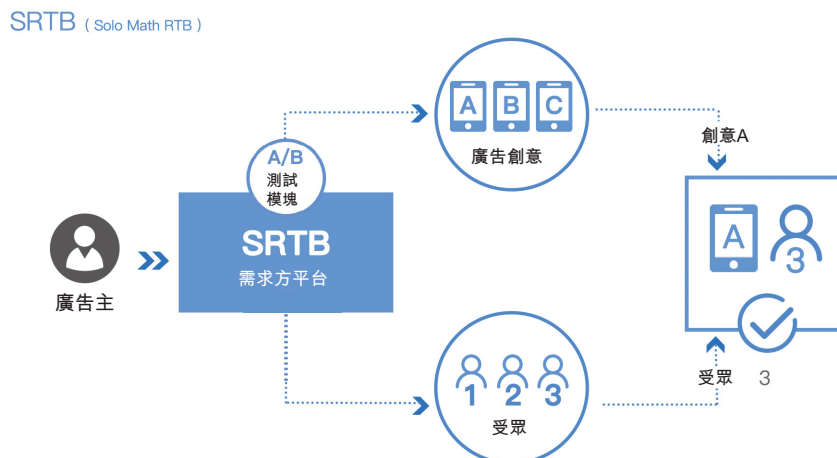 SRTB ( Solo Math RTB )
A B C
廣告創意
創意A
A/B
測試
模塊
SRTB
需求方平台
廣告主
A 3
1 2 3
受眾
受眾 3